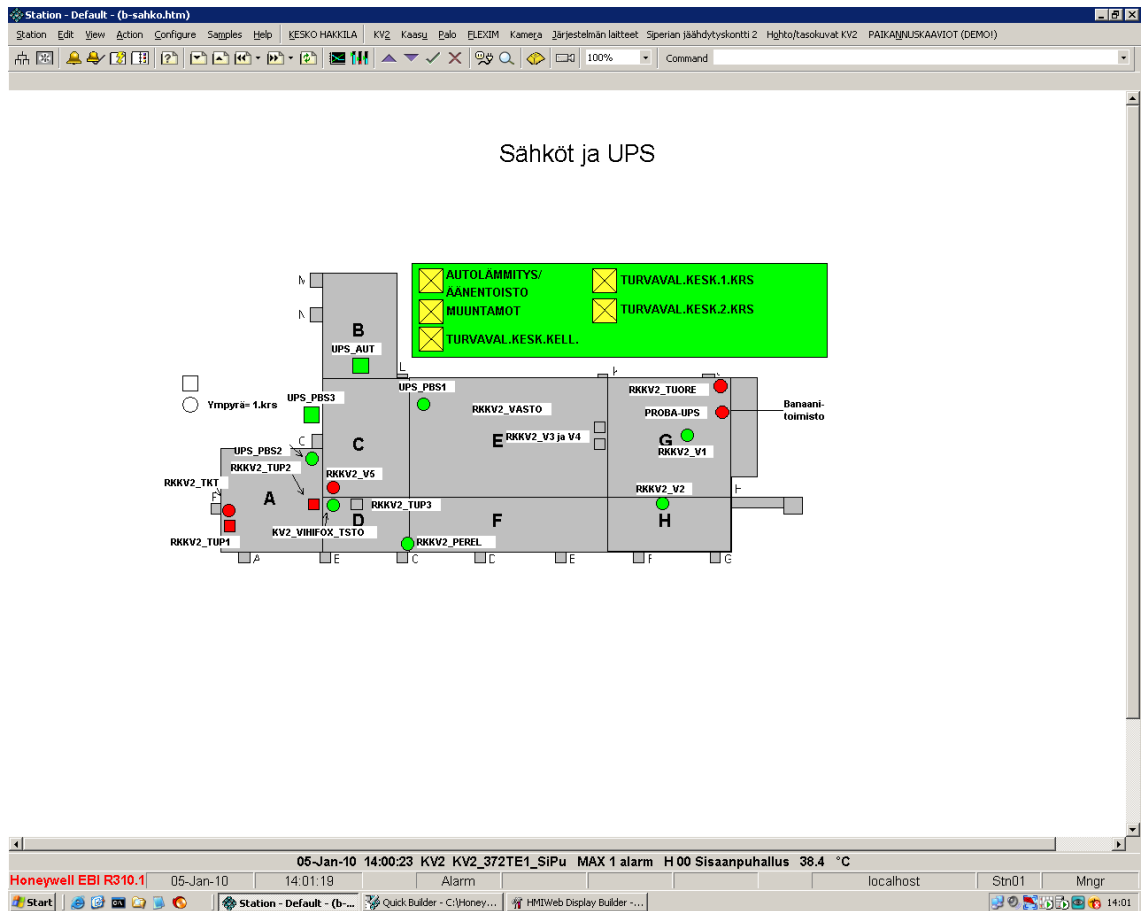 Station - Default - (b-sahko.htm)
Station Edit View Action Configure Samples Help KESKO HAKKILA KV2 Kaasu Palo FLEXIM Kamera Järjestelmän laitteet Siperian jäähdytyskontti 2 Hghto/tasokuvat KV2 PAIKANNUSKAAVIOT (DEMO!)
100% Command
Sähköt ja UPS
AUTOLÄMMITYS/
ÄÄNENTOISTO
TURVAVAL.KESK.1.KRS
MUUNTAMOT
TURVAVAL.KESK.2.KRS
TURVAVAL.KESK.KELL.
B
UPS_AUT
L
UPS_PBS1
RKKV2_TUORE
UPS_PBS3
Ympyrä= 1.krs
RKKV2_VASTO
PROBA-UPS
Banaani-
toimisto
C
C
E
RKKV2_V3 ja V4
G
RKKV2_V1
UPS_PBS2
RKKV2_TUP2
RKKV2_TKT
RKKV2_V5
RKKV2_V2
A
RKKV2_TUP3
D
F
H
KV2_VIHIFOX_TSTO
RKKV2_TUP1
RKKV2_PEREL
A E C D E F G
05-Jan-10 14:00:23 KV2 KV2_372TE1_SiPu MAX 1 alarm H 00 Sisaanpuhallus 38.4 °C
Honeywell EBI R310.1 05-Jan-10 14:01:19 Alarm localhost Stn01 Mngr
Start Station - Default - (b-... Quick Builder - C:\Honey... HMIWeb Display Builder -... 14:01